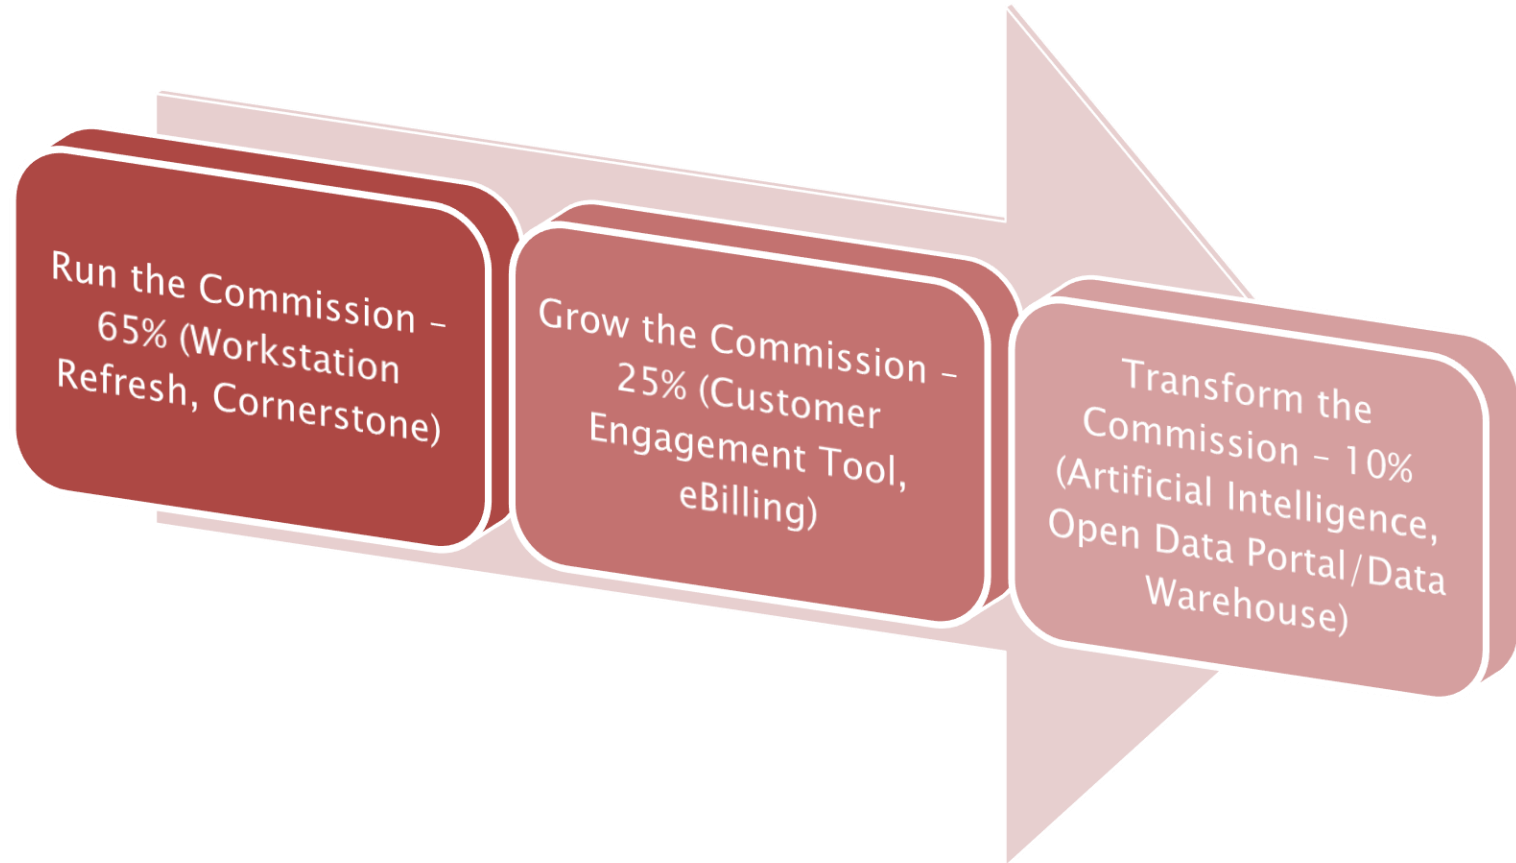 Run the Commission –
65% (Workstation
Refresh, Cornerstone)
Grow the Commission –
25% (Customer
Engagement Tool,
eBilling)
Transform the
Commission – 10%
(Artificial Intelligence,
Open Data Portal/Data
Warehouse)